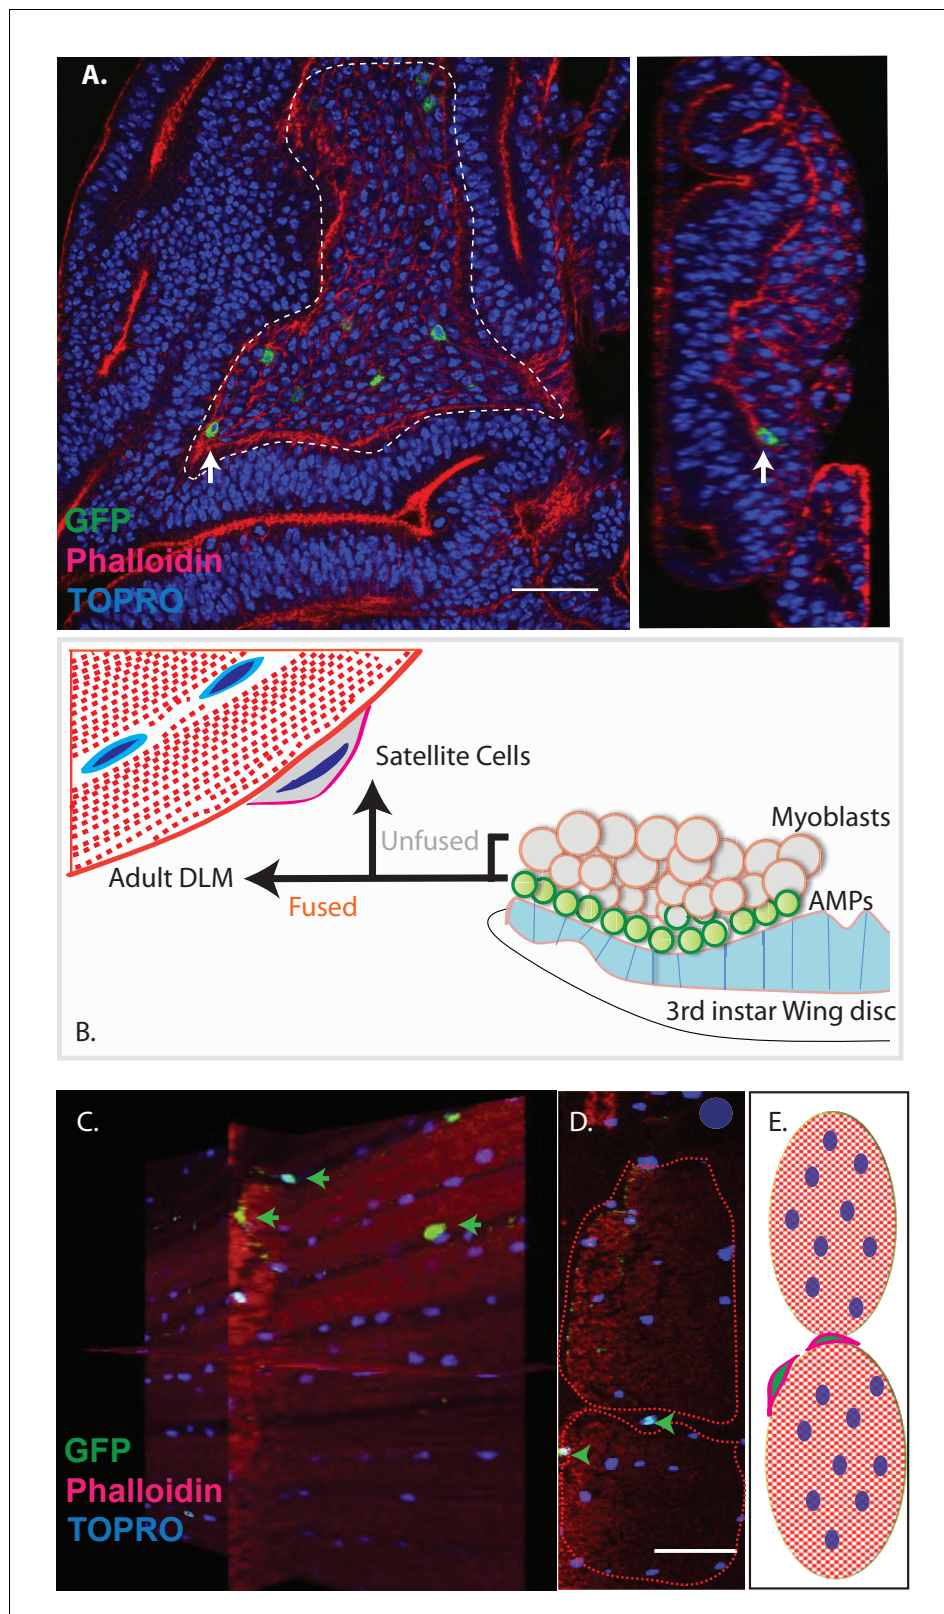 A.
GFP
Phalloidin
TOPRO
Satellite Cells
Unfused
Myoblasts
Adult DLM
AMPs
Fused
3rd instar Wing disc
B.
C.
D.
E.
GFP
Phalloidin
TOPRO